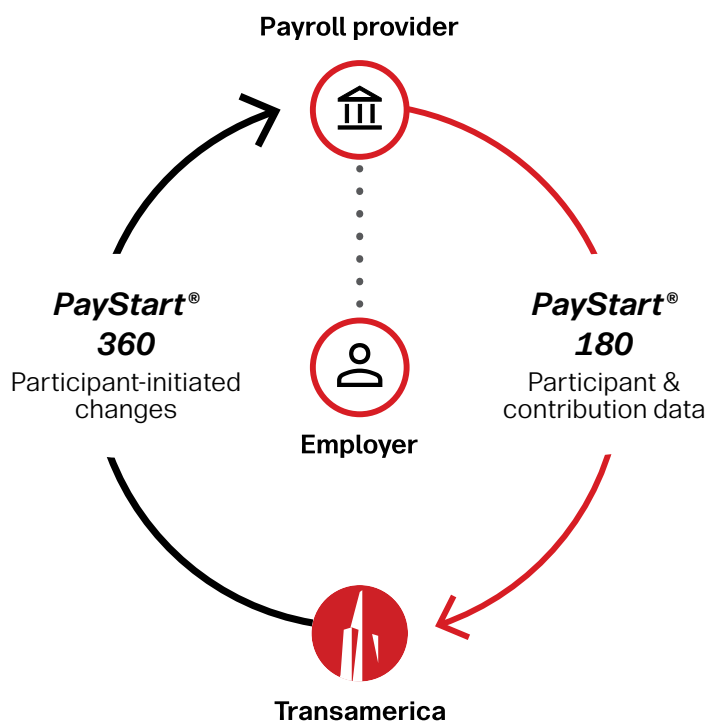 Payroll provider
PayStart®
360
Participant-initiated
changes
PayStart®
180
Participant &
contribution data
Employer
Transamerica